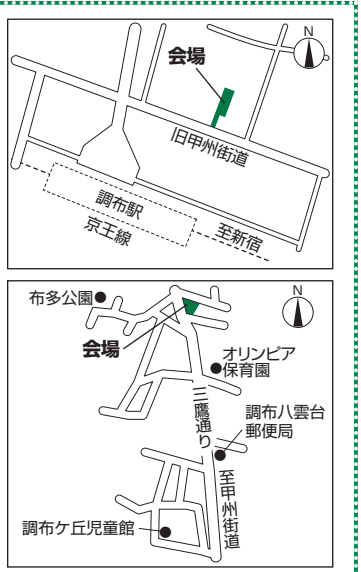 N
会場
旧甲州街道
調布駅
京王線
至新宿
N
布多公園
会場
オリンピア
保育園
三鷹通り
調布八雲台
郵便局
至甲州街道
調布ケ丘児童館